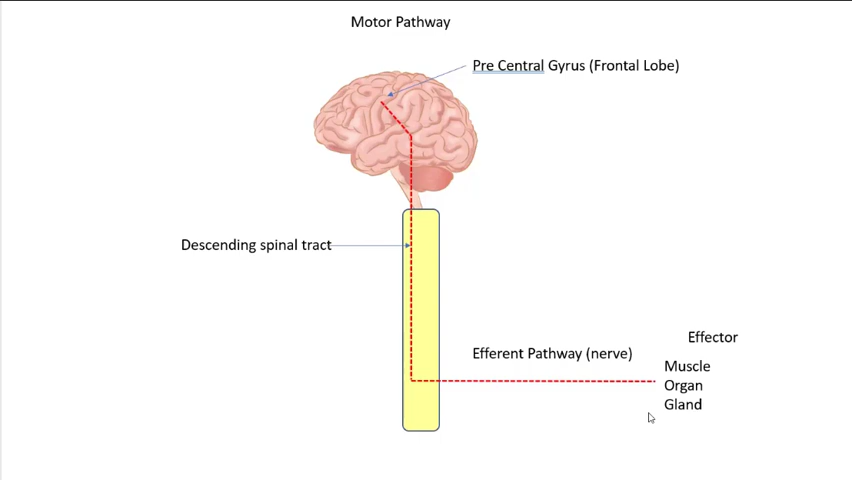 Motor Pathway
Pre Central Gyrus (Frontal Lobe)
Descending spinal tract
Efferent Pathway (nerve)
Effector
Muscle
Organ
Gland